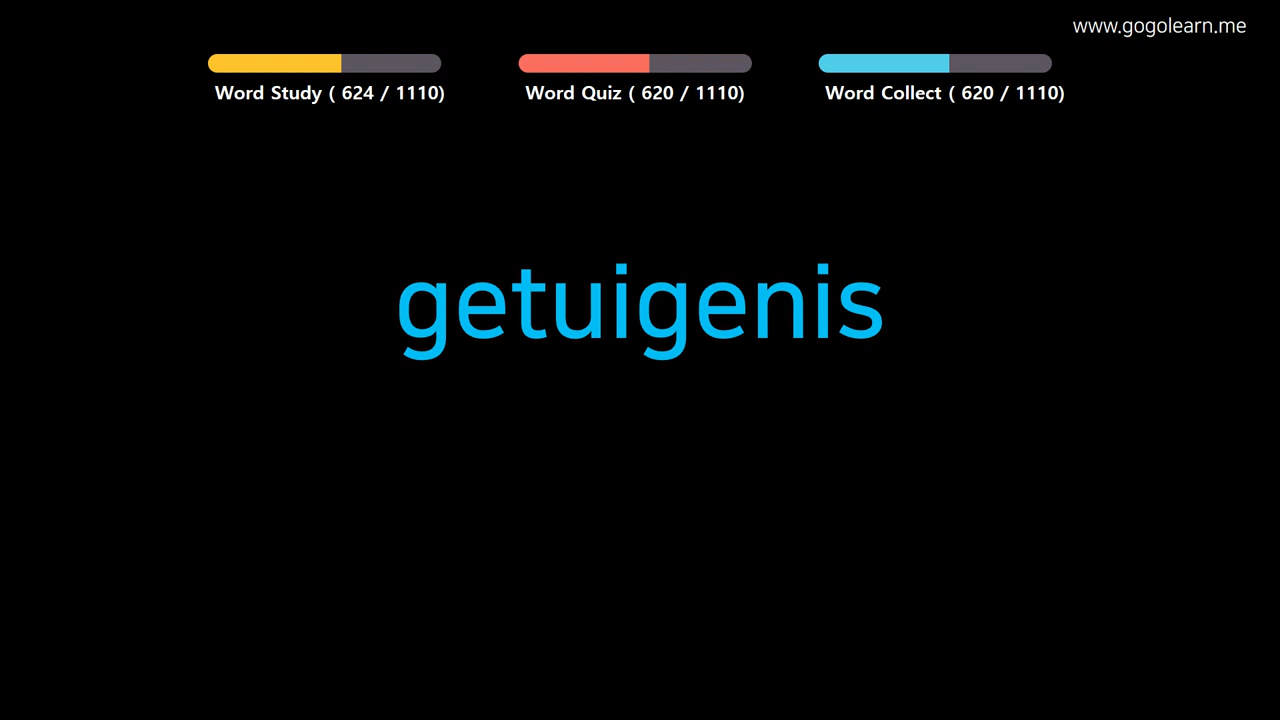 www.gogolearn.me
Word Study ( 624 / 1110)
Word Quiz ( 620 / 1110)
Word Collect ( 620 / 1110)
getuigenis